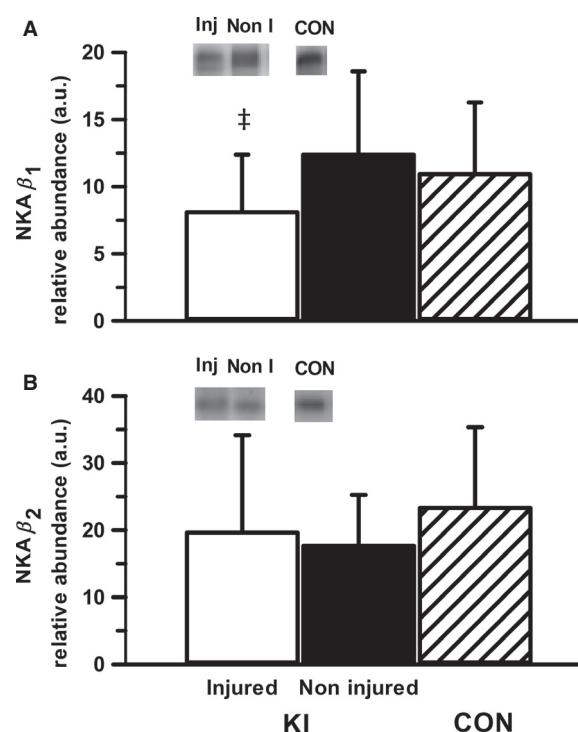 A
Inj Non I CON
NKA β1
relative abundance (a.u.)
20
15
10
5
0
‡
B
Inj Non I CON
NKA β2
relative abundance (a.u.)
40
30
20
10
0
Injured Non injured
KI CON